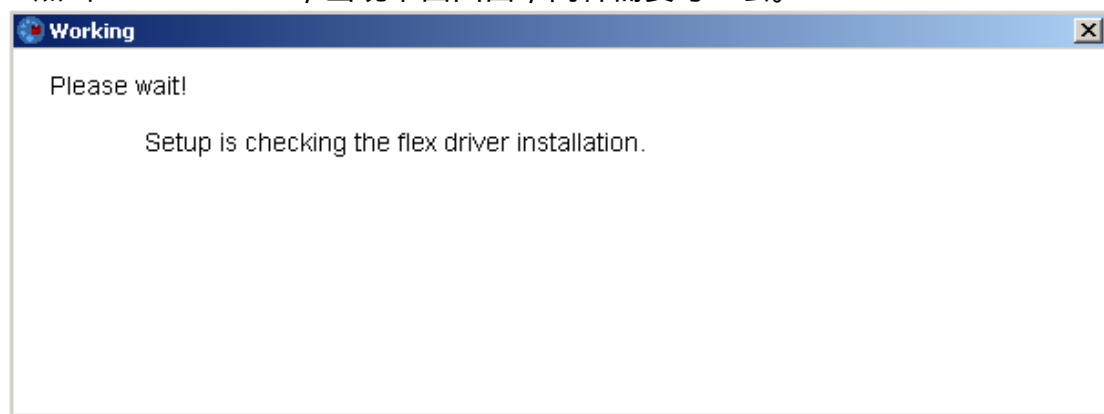 Working
Please wait!
Setup is checking the flex driver installation.